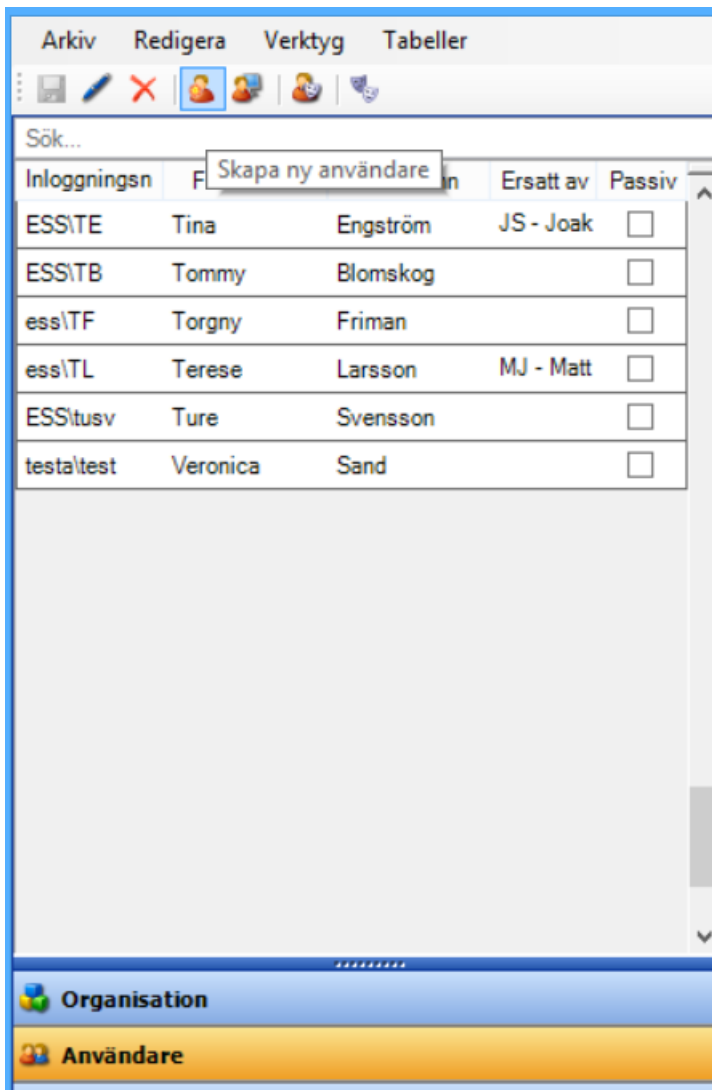 Arkiv Redigera Verktyg Tabeller
Sök...
Skapa ny användare
Inloggningsn Ersatt av Passiv
ESS\TE Tina Engström JS - Joak
ESS\TB Tommy Blomskog
ess\TF Torgny Friman
ess\TL Terese Larsson MJ - Matt
ESS\tusv Ture Svensson
testa\test Veronica Sand
Organisation
Användare